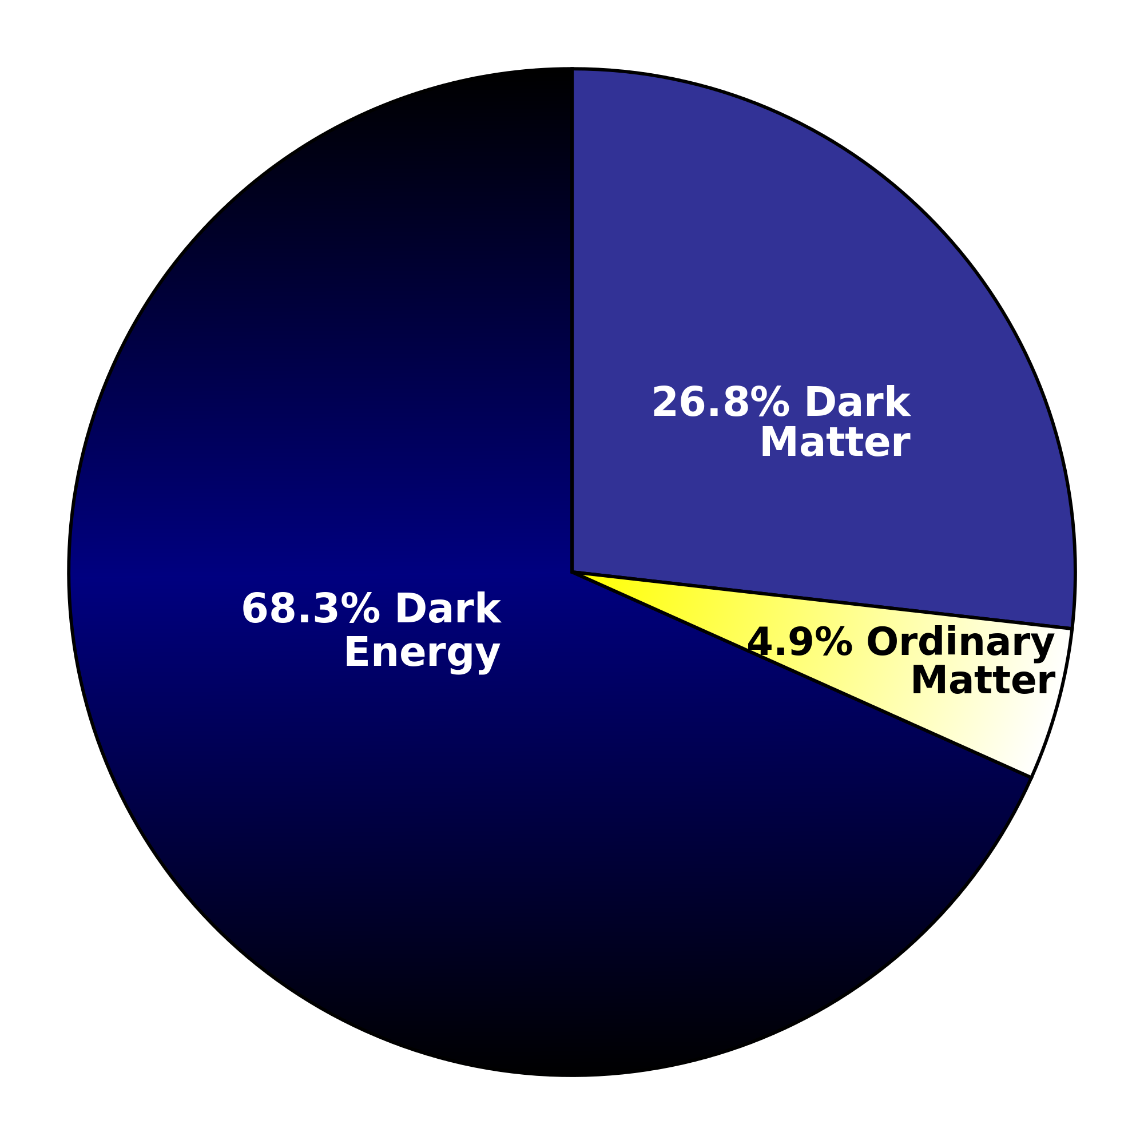 26.8% Dark
Matter
68.3% Dark
Energy
4.9% Ordinary
Matter